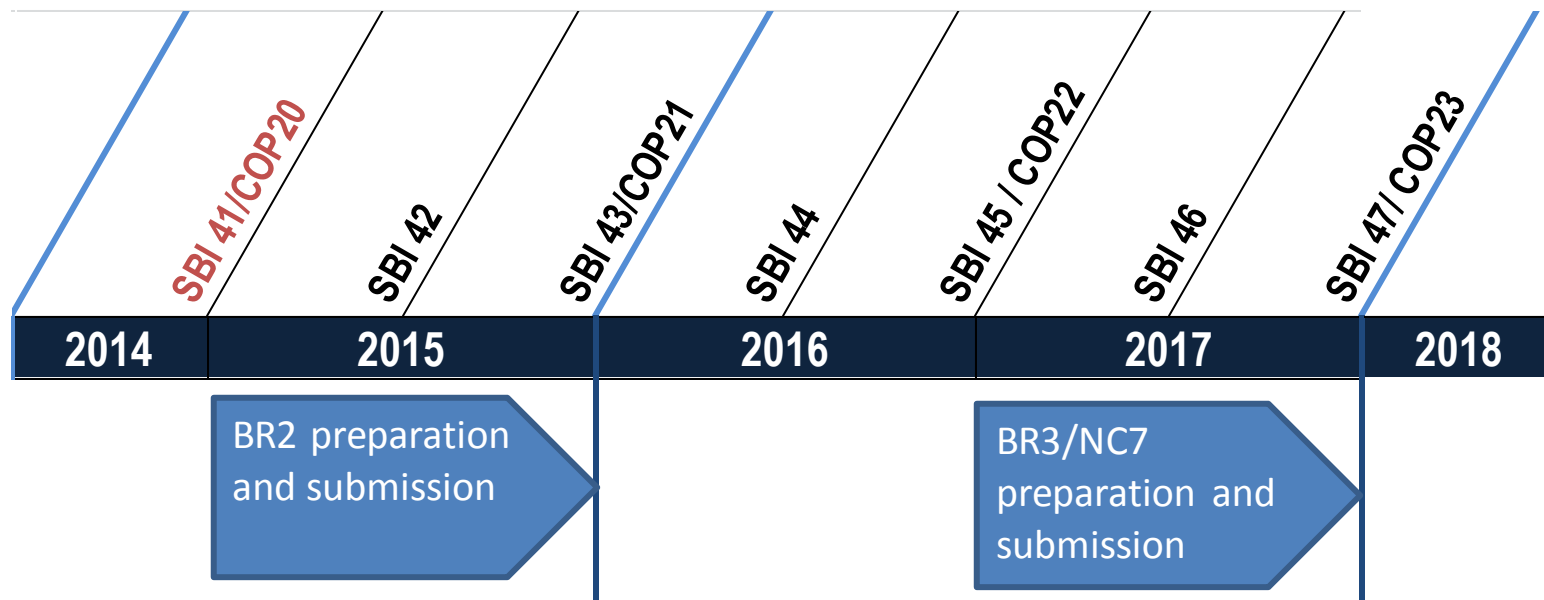 SBI 41/COP20
SBI 42
SBI 43/COP21
SBI 44
SBI 45 / COP22
SBI 46
SBI 47/ COP23
2014
2015
2016
2017
2018
BR2 preparation
and submission
BR3/NC7
preparation and
submission